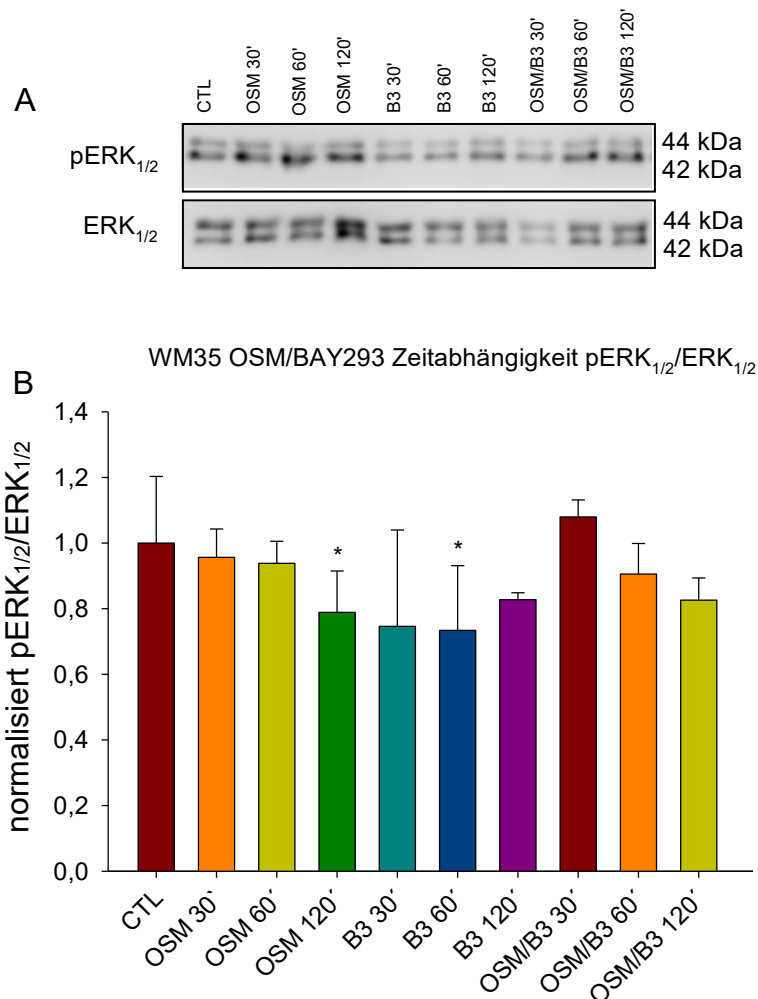 CTL
OSM 30'
OSM 60'
OSM 120'
B3 30'
B3 60'
B3 120'
OSM/B3 30'
OSM/B3 60'
OSM/B3 120'
A
pERK1/2
44 kDa
42 kDa
ERK1/2
44 kDa
42 kDa
WM35 OSM/BAY293 Zeitabhängigkeit pERK1/2/ERK1/2
B
normalisiert pERK1/2/ERK1/2
1,4
1,2
1,0
0,8
0,6
0,4
0,2
0,0
*
*
CTL
OSM 30`
OSM 60´
OSM 120´
B3 30´
B3 60´
B3 120´
OSM/B3 30´
OSM/B3 60´
OSM/B3 120´